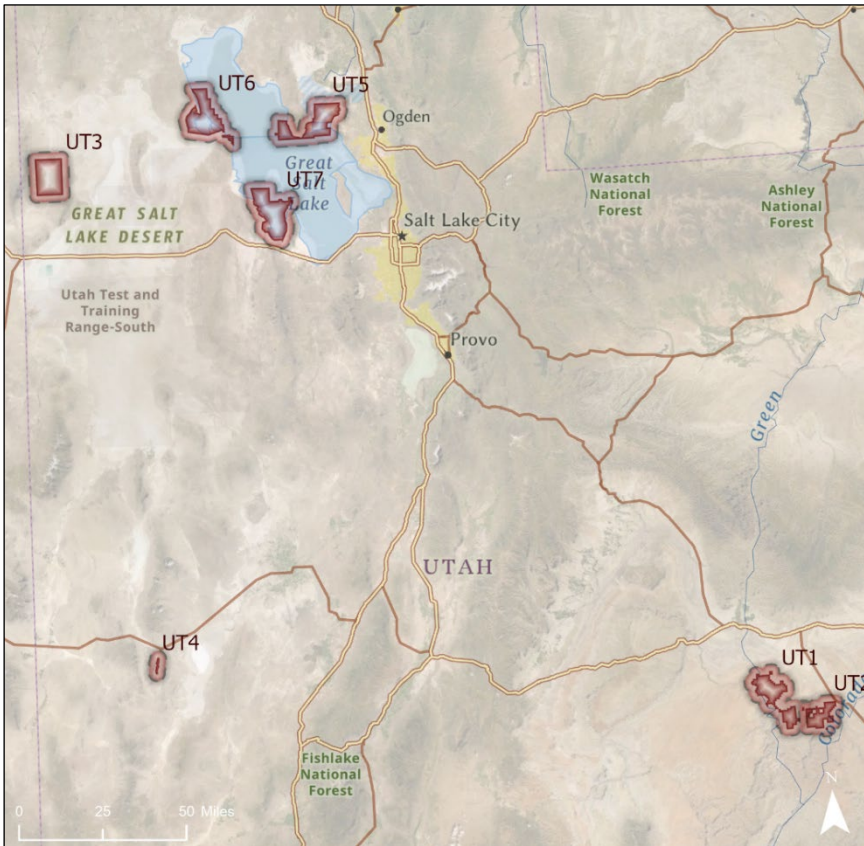 UT6
UT5
Ogden
UT3
Great
Salt
Lake
UT7
Wasatch
National
Forest
Ashley
National
Forest
GREAT SALT
LAKE DESERT
Salt Lake City
Utah Test and
Training
Range-South
Provo
Green
UTAH
UT4
UT1
UT2
Fishlake
National
Forest
N
0 25 50 Miles